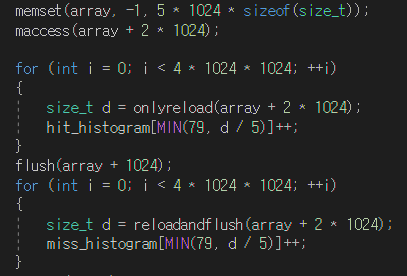 memset(array, -1, 5 * 1024 * sizeof(size_t));
maccess(array + 2 * 1024);
for (int i = 0; i < 4 * 1024 * 1024; ++i)
{
size_t d = onlyreload(array + 2 * 1024);
hit_histogram[MIN(79, d / 5)]++;
}
flush(array + 1024);
for (int i = 0; i < 4 * 1024 * 1024; ++i)
{
size_t d = reloadandflush(array + 2 * 1024);
miss_histogram[MIN(79, d / 5)]++;
}